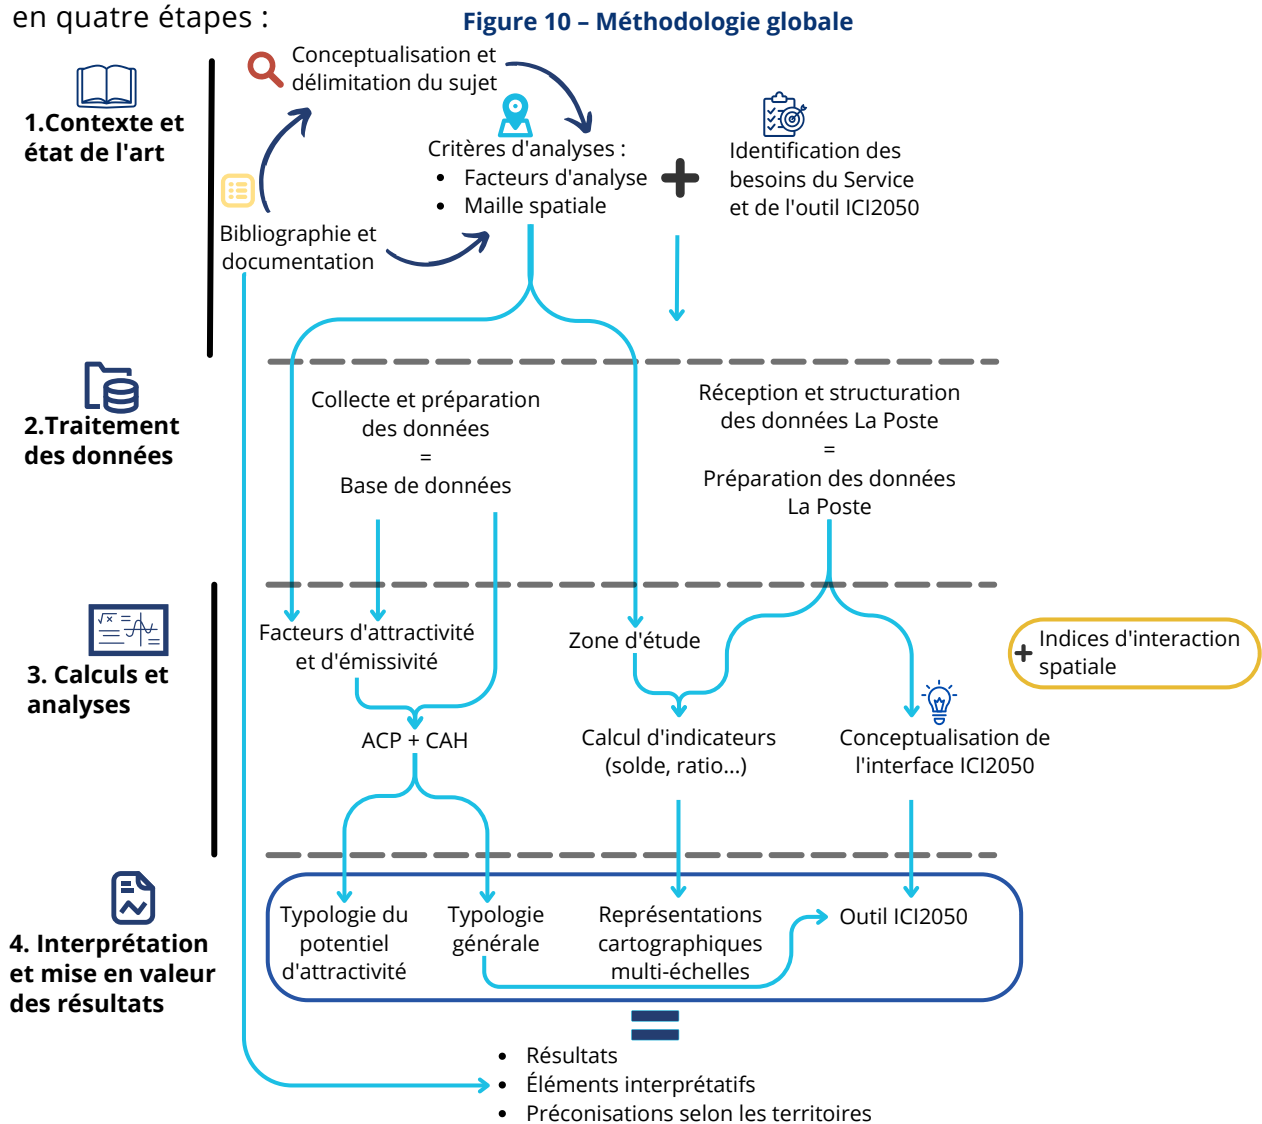 en quatre étapes :
Figure 10 – Méthodologie globale
1.Contexte et
état de l'art
Conceptualisation et
délimitation du sujet
Critères d'analyses :
• Facteurs d'analyse
• Maille spatiale
+
Identification des
besoins du Service
et de l'outil ICI2050
Bibliographie et
documentation
2.Traitement
des données
Collecte et préparation
des données
=
Base de données
Réception et structuration
des données La Poste
=
Préparation des données
La Poste
3. Calculs et
analyses
Facteurs d'attractivité
et d'émissivité
Zone d'étude
+ Indices d'interaction
spatiale
ACP + CAH
Calcul d'indicateurs
(solde, ratio...)
Conceptualisation de
l'interface ICI2050
4. Interprétation
et mise en valeur
des résultats
Typologie du
potentiel
d'attractivité
Typologie
générale
Représentations
cartographiques
multi-échelles
Outil ICI2050
=
• Résultats
• Éléments interprétatifs
• Préconisations selon les territoires